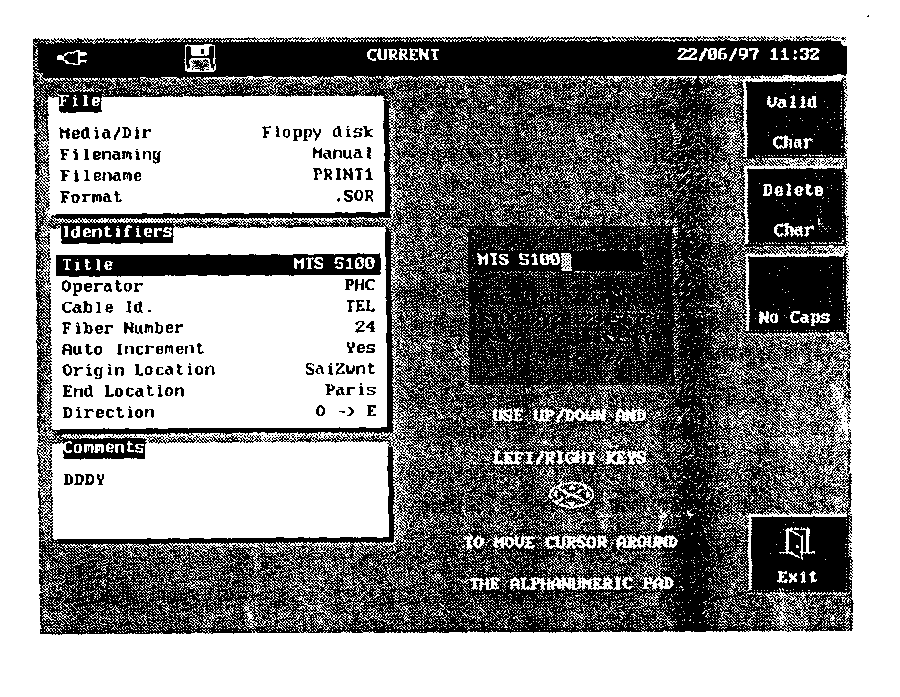 CURRENT 22/06/97 11:32
File
Media/Dir Floppy disk
Filenaming Manual
Filename PRINT1
Format .SOR
Identifiers
Title MTS 5100
Operator PHC
Cable Id. TEL
Fiber Number 24
Auto Increment Yes
Origin Location SaiZwnt
End Location Paris
Direction O -> E
Comments
DDDY
MTS 5100
USE UP/DOWN AND
LEFT/RIGHT KEYS
TO MOVE CURSOR AROUND
THE ALPHANUMERIC PAD
Valid
Char
Delete
Char
No Caps
Exit